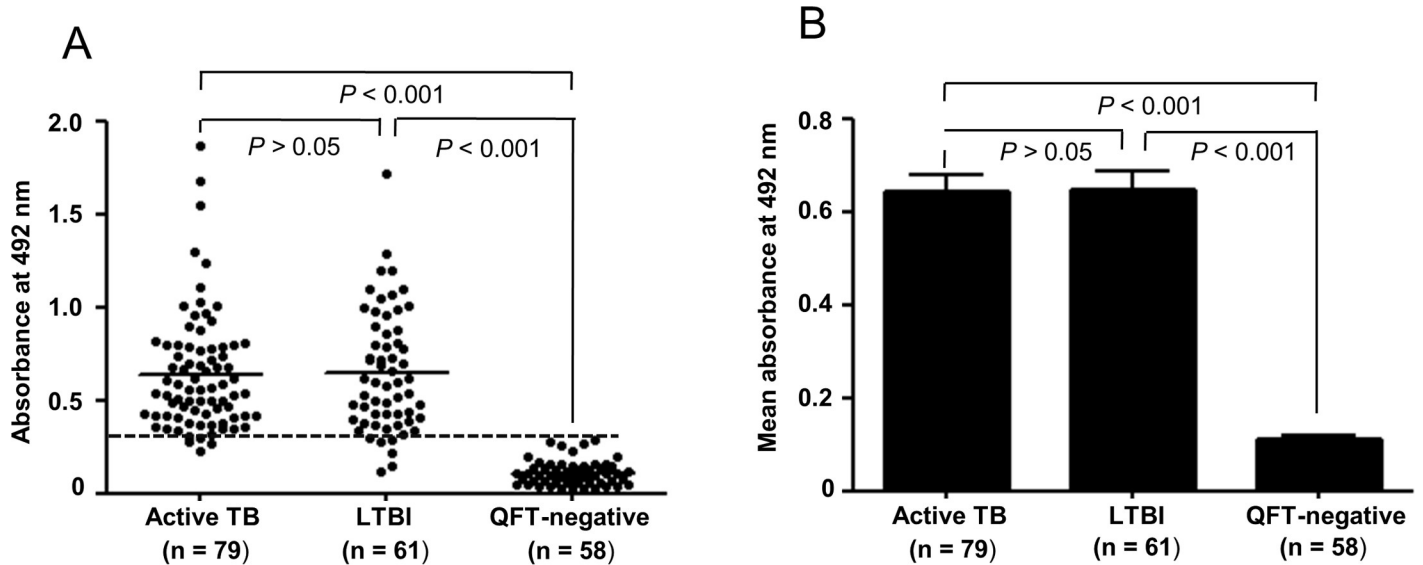 A
P < 0.001
P > 0.05
P < 0.001
Absorbance at 492 nm
2.0
1.5
1.0
0.5
0
Active TB
(n = 79)
LTBI
(n = 61)
QFT-negative
(n = 58)
B
P < 0.001
P > 0.05
P < 0.001
Mean absorbance at 492 nm
0.8
0.6
0.4
0.2
0
Active TB
(n = 79)
LTBI
(n = 61)
QFT-negative
(n = 58)